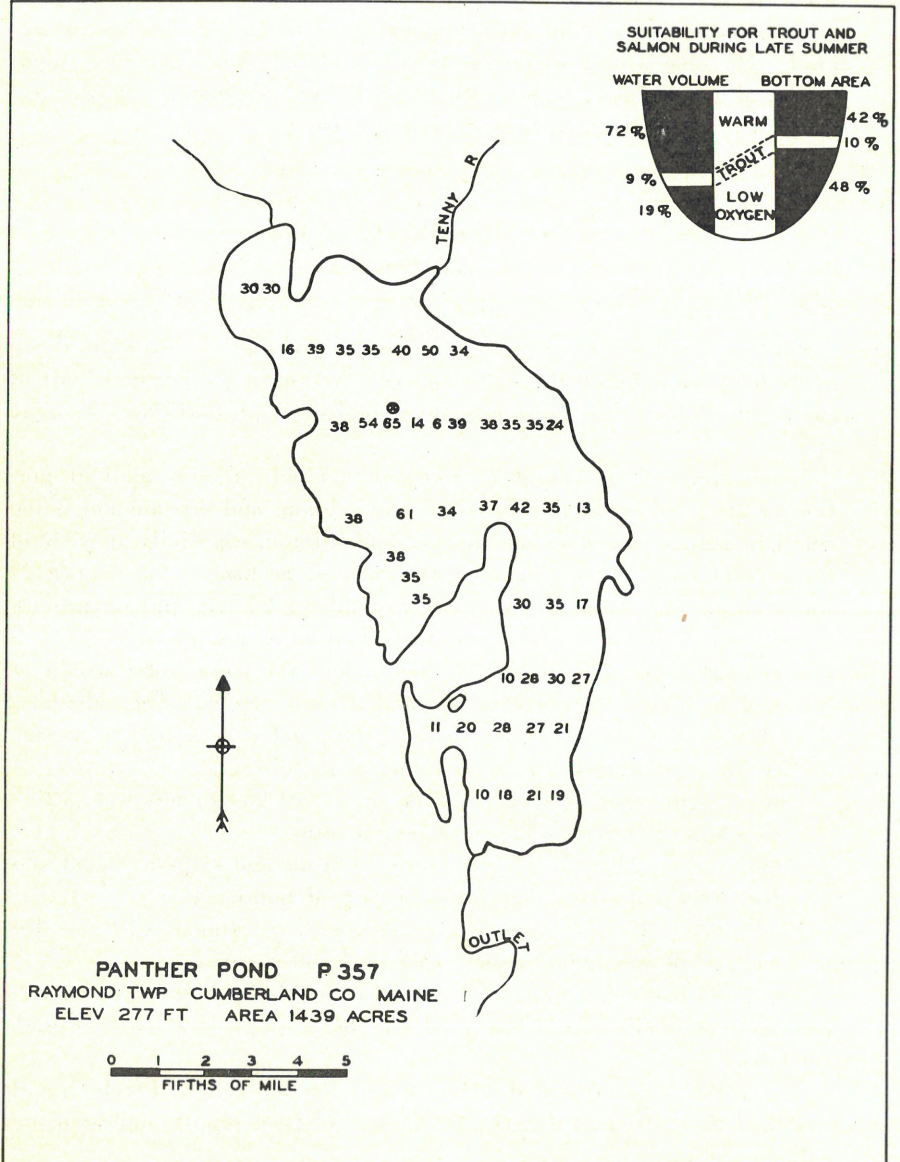 SUITABILITY FOR TROUT AND
SALMON DURING LATE SUMMER
WATER VOLUME BOTTOM AREA
WARM
42 %
72 %
10 %
TROUT
9 %
48 %
LOW
OXYGEN
19 %
TENNY R
30 30
16 39 35 35 40 50 34
38 54 65 14 6 39 38 35 35 24
38 61 34 37 42 35 13
38
35
35
30 35 17
10 28 30 27
11 20 28 27 21
10 18 21 19
OUTLET
PANTHER POND P 357
RAYMOND TWP CUMBERLAND CO MAINE
ELEV 277 FT AREA 1439 ACRES
0 1 2 3 4 5
FIFTHS OF MILE